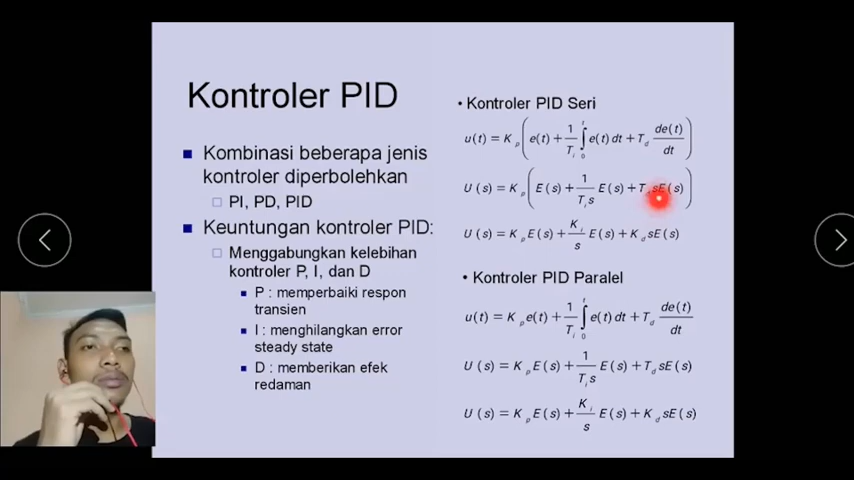 Kontroler PID
Kombinasi beberapa jenis
kontroler diperbolehkan
PI, PD, PID
Keuntungan kontroler PID:
Menggabungkan kelebihan
kontroler P, I, dan D
P : memperbaiki respon
transien
I : menghilangkan error
steady state
D : memberikan efek
redaman
• Kontroler PID Seri
u(t) = K_p ( e(t) + 1/T_i ∫_0^t e(t) dt + T_d de(t)/dt )
U (s) = K_p ( E(s) + 1/(T_i s) E(s) + T_d sE(s) )
U (s) = K_p E(s) + K_i/s E(s) + K_d sE(s)
• Kontroler PID Paralel
u(t) = K_p e(t) + 1/T_i ∫_0^t e(t) dt + T_d de(t)/dt
U (s) = K_p E(s) + 1/(T_i s) E(s) + T_d sE(s)
U (s) = K_p E(s) + K_i/s E(s) + K_d sE(s)